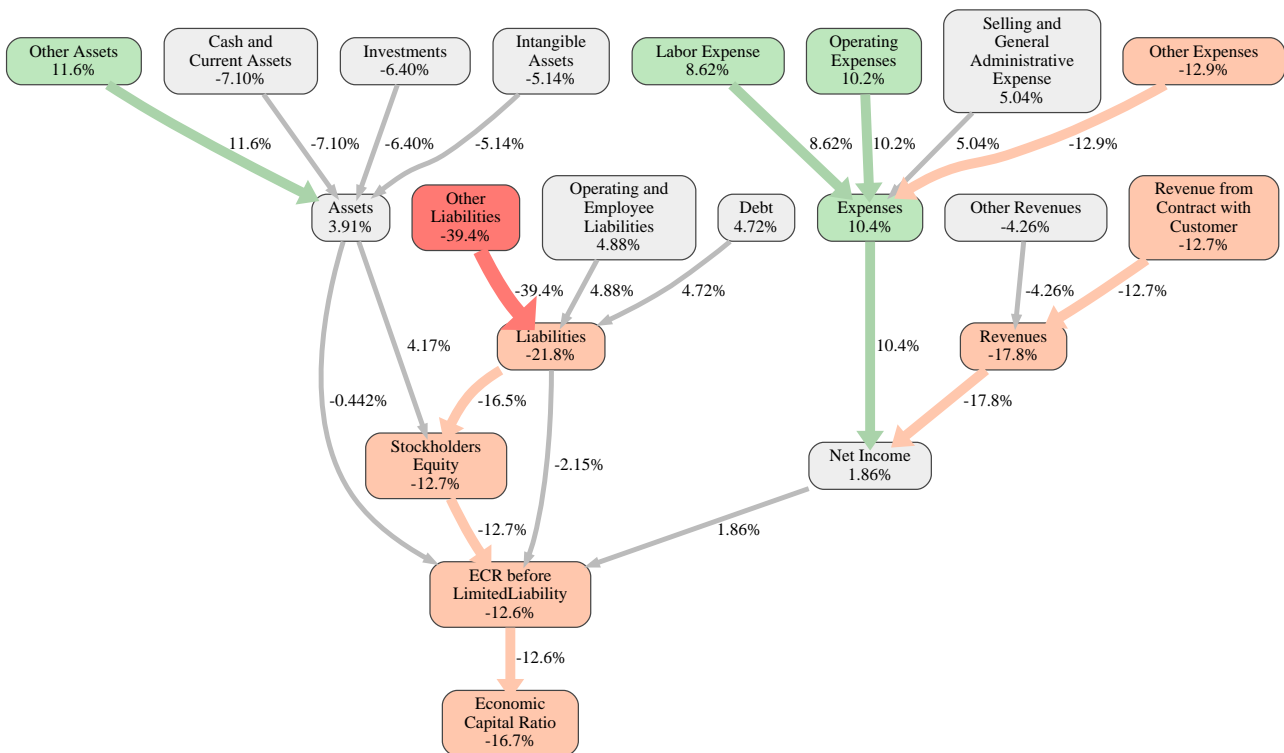 Other Assets
11.6%
Cash and
Current Assets
-7.10%
Investments
-6.40%
Intangible
Assets
-5.14%
Labor Expense
8.62%
Operating
Expenses
10.2%
Selling and
General
Administrative
Expense
5.04%
Other Expenses
-12.9%
11.6%
-7.10%
-6.40%
-5.14%
8.62%
10.2%
5.04%
-12.9%
Assets
3.91%
Other
Liabilities
-39.4%
Operating and
Employee
Liabilities
4.88%
Debt
4.72%
Expenses
10.4%
Other Revenues
-4.26%
Revenue from
Contract with
Customer
-12.7%
-39.4%
4.88%
4.72%
-4.26%
-12.7%
Liabilities
-21.8%
Revenues
-17.8%
4.17%
10.4%
-0.442%
-16.5%
-17.8%
Stockholders
Equity
-12.7%
-2.15%
Net Income
1.86%
-12.7%
1.86%
ECR before
LimitedLiability
-12.6%
-12.6%
Economic
Capital Ratio
-16.7%